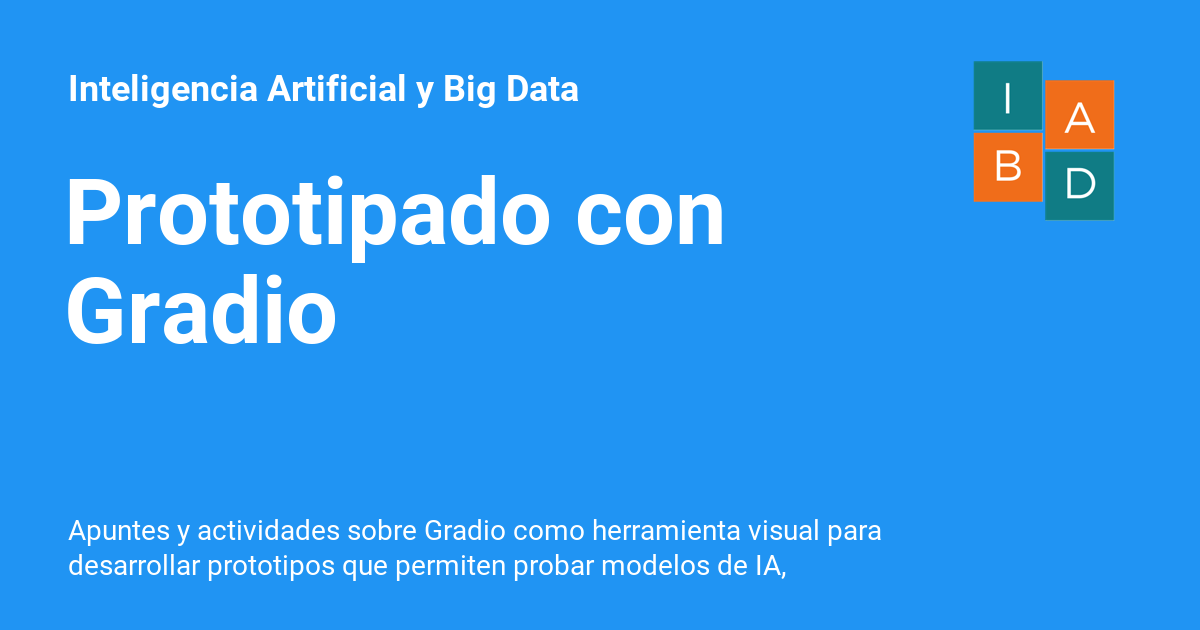 Inteligencia Artificial y Big Data
I A
B D
Prototipado con
Gradio
Apuntes y actividades sobre Gradio como herramienta visual para
desarrollar prototipos que permiten probar modelos de IA,